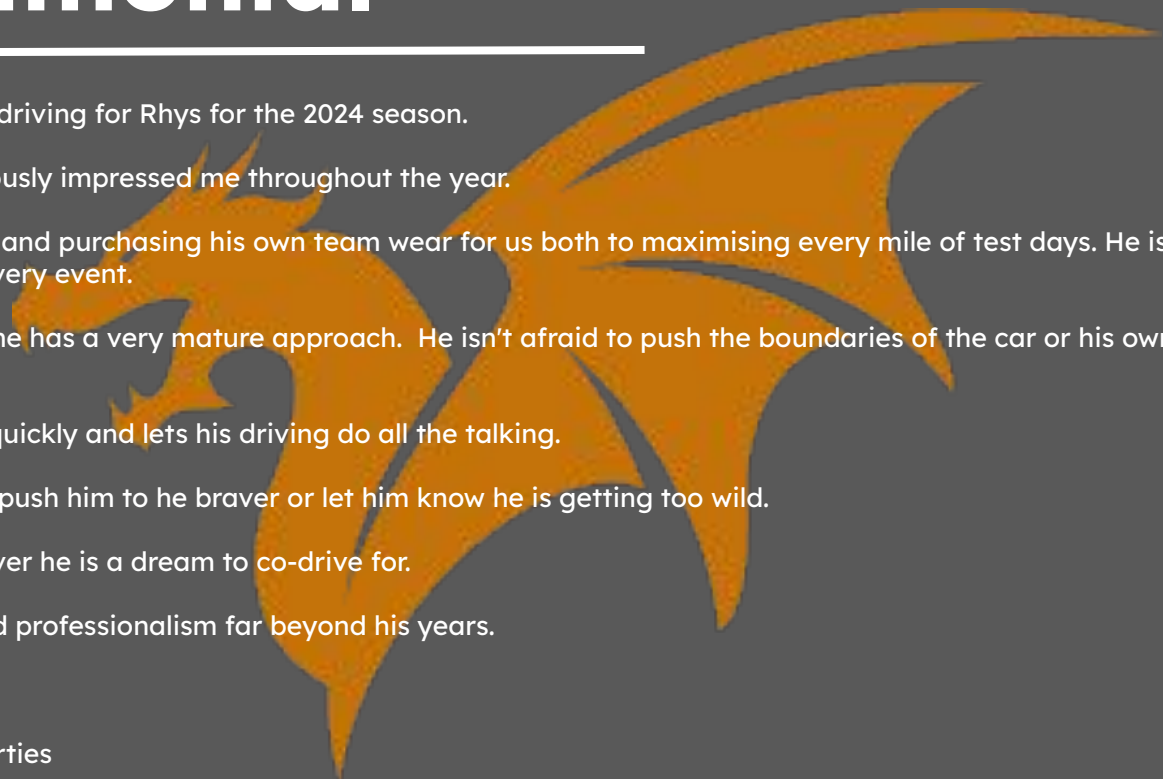 driving for Rhys for the 2024 season.
impressed me throughout the year.
and purchasing his own team wear for us both to maximising every mile of test days. He is
very event.
he has a very mature approach.  He isn't afraid to push the boundaries of the car or his own
quickly and lets his driving do all the talking.
push him to he braver or let him know he is getting too wild.
he is a dream to co-drive for.
professionalism far beyond his years.